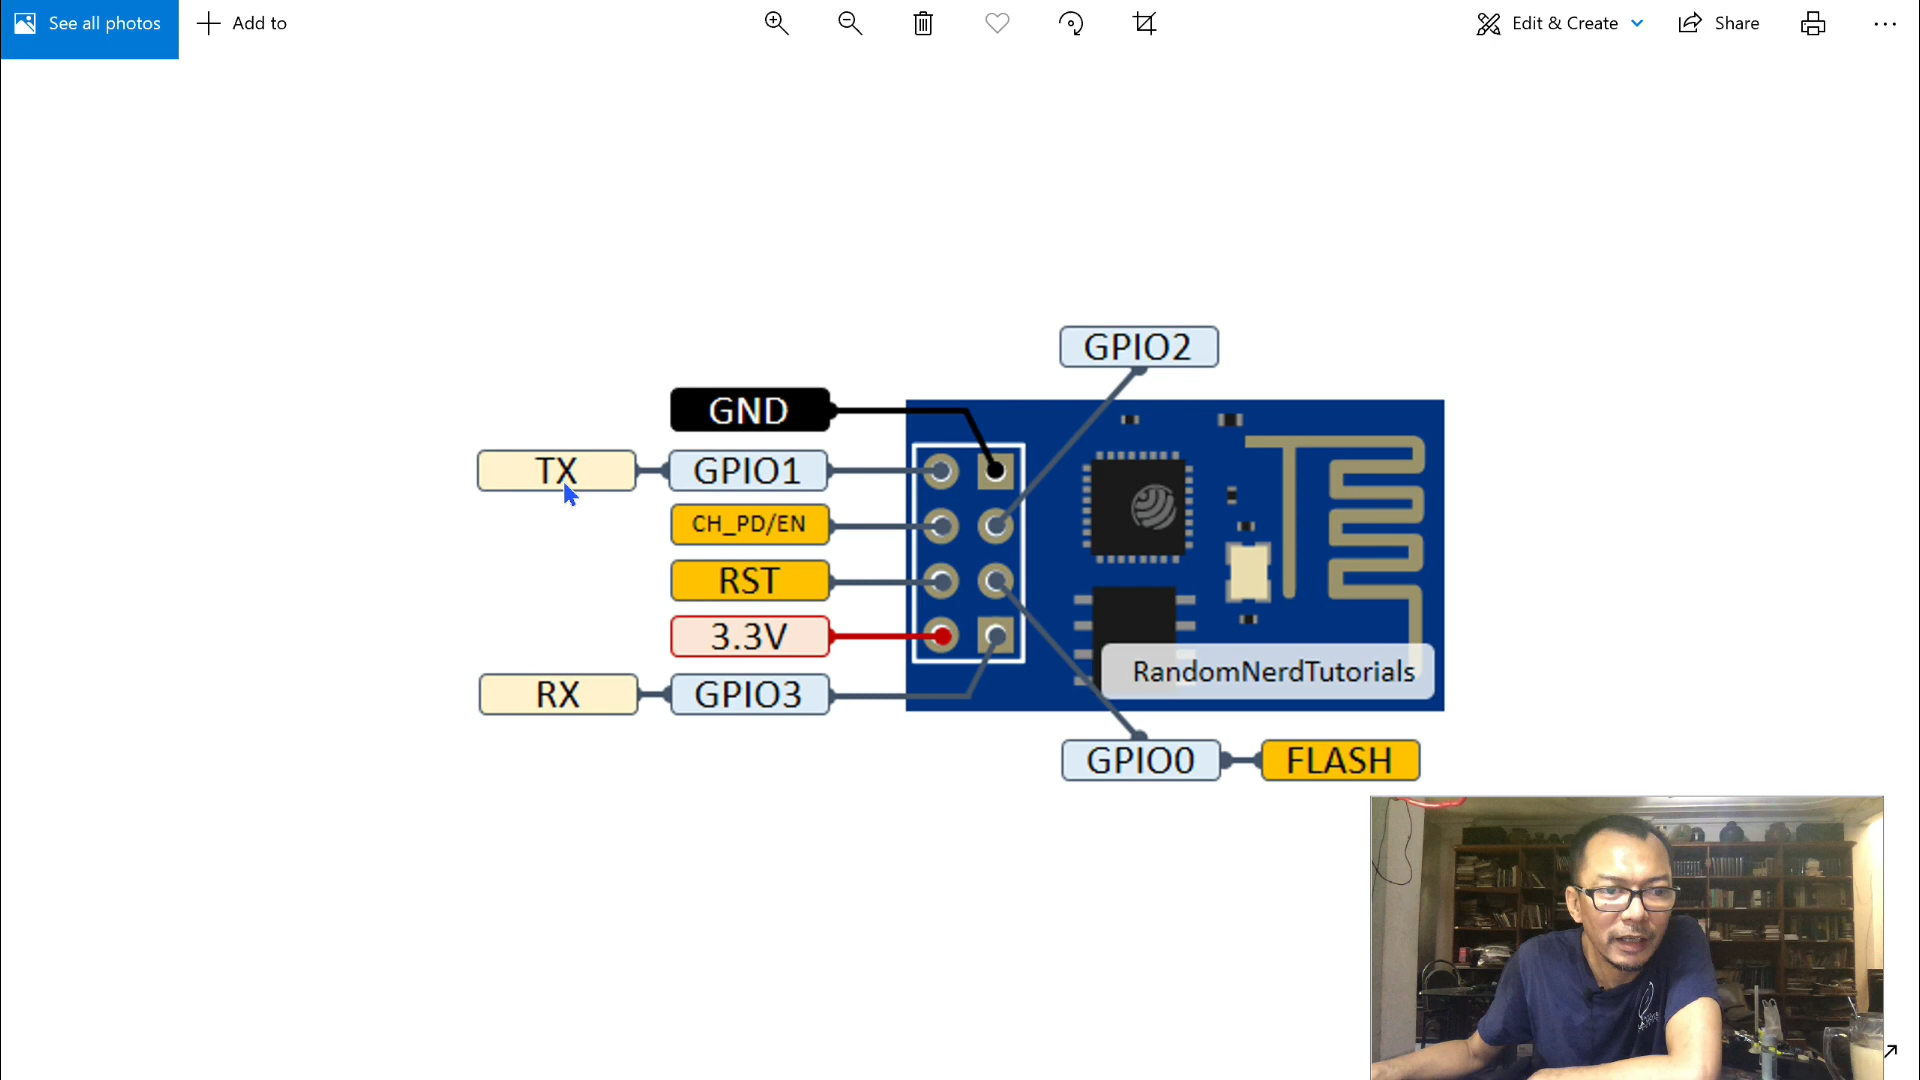 See all photos
Add to
Edit & Create
Share
GPIO2
GND
TX
GPIO1
CH_PD/EN
RST
3.3V
RX
GPIO3
RandomNerdTutorials
GPIO0
FLASH